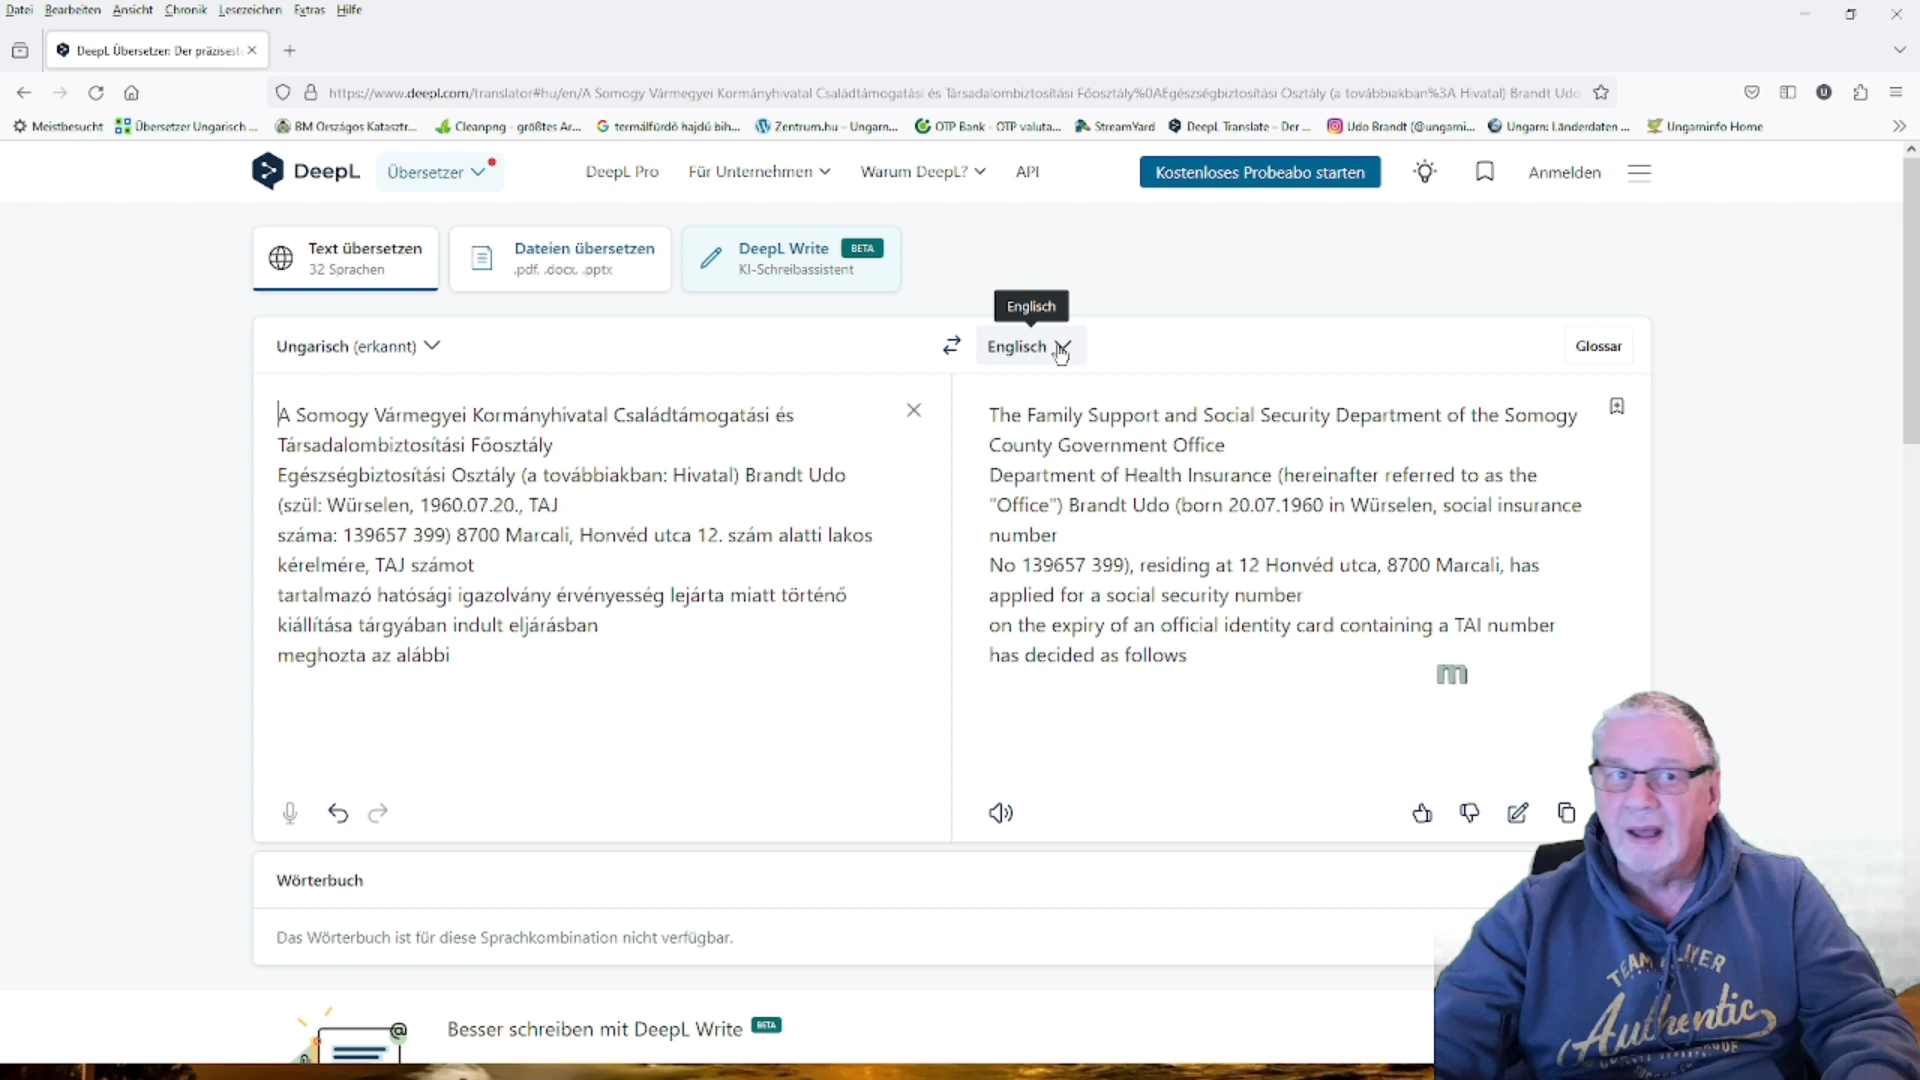 Datei Bearbeiten Ansicht Chronik Lesezeichen Extras Hilfe
DeepL Übersetzer: Der präzisest
https://www.deepl.com/translator#hu/en/A Somogy Vármegyei Kormányhivatal Családtámogatási és Társadalombiztosítási Főosztály%0AEgészségbiztosítási Osztály (a továbbiakban%3A Hivatal) Brandt Udo
Meistbesucht Übersetzer Ungarisch ... BM Országos Katasztr... Cleanpng - größtes Ar... termálfürdő hajdú bih... Zentrum.hu – Ungarn... OTP Bank - OTP valuta... StreamYard DeepL Translate – Der ... Udo Brandt (@ungarni... Ungarn: Länderdaten ... Ungarninfo Home
DeepL Übersetzer DeepL Pro Für Unternehmen Warum DeepL? API Kostenloses Probeabo starten Anmelden
Text übersetzen
32 Sprachen
Dateien übersetzen
.pdf, .docx, .pptx
DeepL Write BETA
KI-Schreibassistent
Englisch
Ungarisch (erkannt) Englisch Glossar
A Somogy Vármegyei Kormányhivatal Családtámogatási és
Társadalombiztosítási Főosztály
Egészségbiztosítási Osztály (a továbbiakban: Hivatal) Brandt Udo
(szül: Würselen, 1960.07.20., TAJ
száma: 139657 399) 8700 Marcali, Honvéd utca 12. szám alatti lakos
kérelmére, TAJ számot
tartalmazó hatósági igazolvány érvényesség lejárta miatt történő
kiállítása tárgyában indult eljárásban
meghozta az alábbi
The Family Support and Social Security Department of the Somogy
County Government Office
Department of Health Insurance (hereinafter referred to as the
"Office") Brandt Udo (born 20.07.1960 in Würselen, social insurance
number
No 139657 399), residing at 12 Honvéd utca, 8700 Marcali, has
applied for a social security number
on the expiry of an official identity card containing a TAI number
has decided as follows
m
Wörterbuch
Das Wörterbuch ist für diese Sprachkombination nicht verfügbar.
Besser schreiben mit DeepL Write BETA
TEAM PLAYER
Authentic